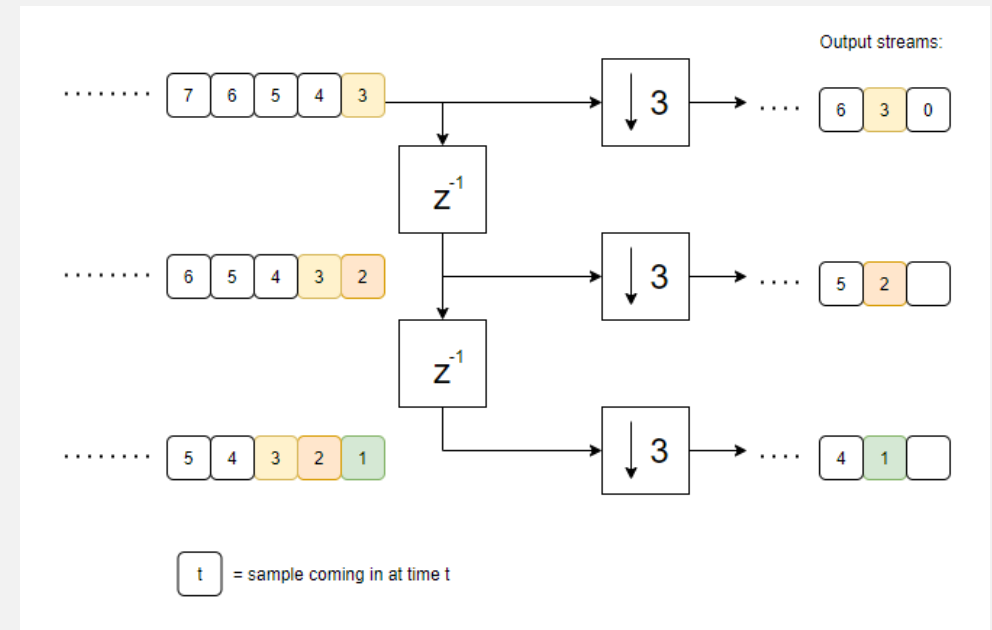 Output streams:
........ 7 6 5 4 3
↓ 3
.... 6 3 0
z-1
........ 6 5 4 3 2
↓ 3
.... 5 2
z-1
........ 5 4 3 2 1
↓ 3
.... 4 1
t = sample coming in at time t